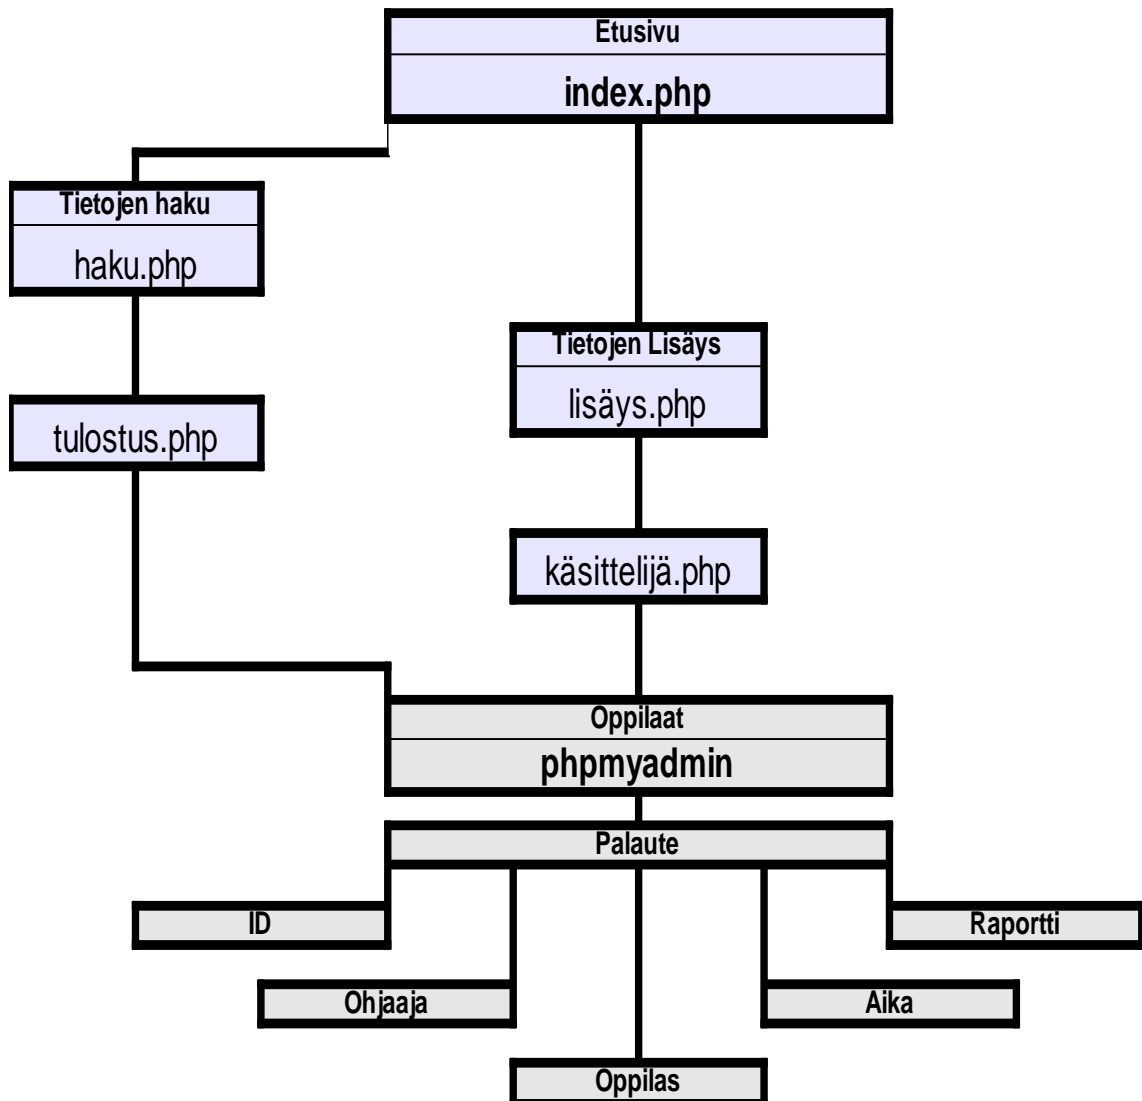 Etusivu
index.php
Tietojen haku
haku.php
Tietojen Lisäys
lisäys.php
tulostus.php
käsittelijä.php
Oppilaat
phpmyadmin
Palaute
ID
Raportti
Ohjaaja
Aika
Oppilas